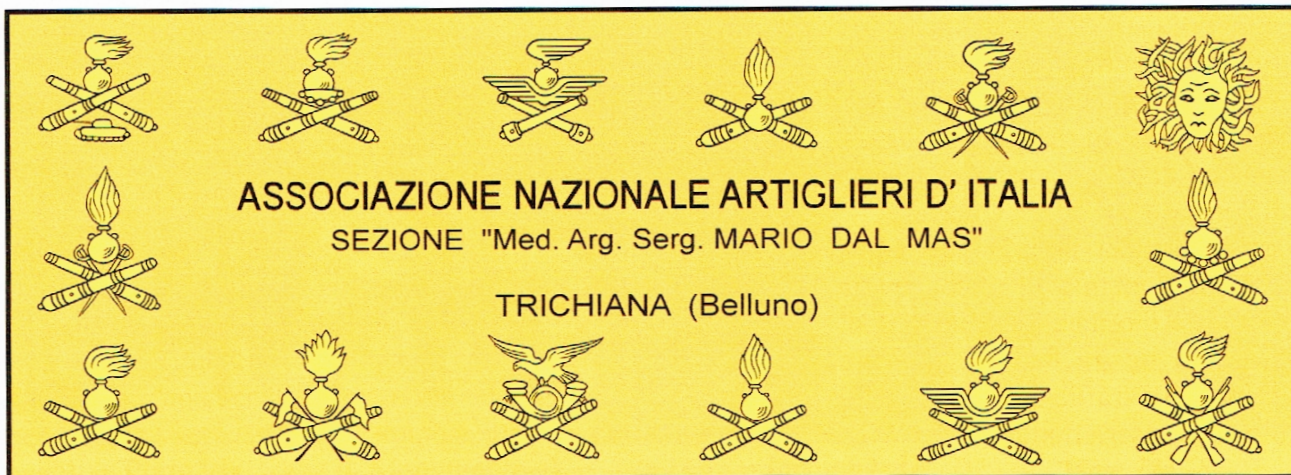 ASSOCIAZIONE NAZIONALE ARTIGLIERI D' ITALIA
SEZIONE "Med. Arg. Serg. MARIO DAL MAS"
TRICHIANA (Belluno)